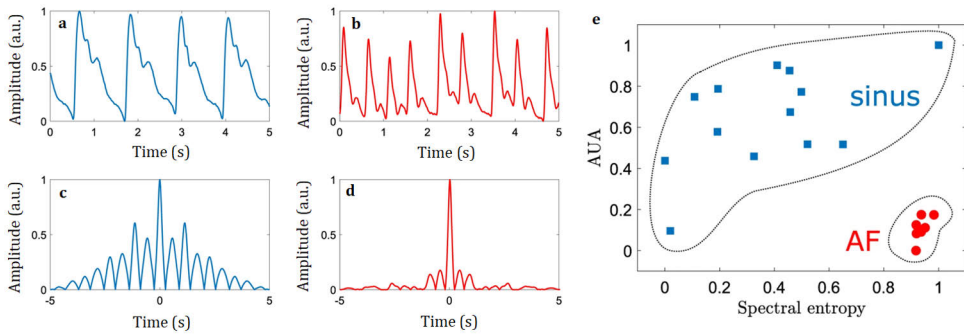 a
Amplitude (a.u.)
1
0.5
0
0 1 2 3 4 5
Time (s)
b
Amplitude (a.u.)
1
0.5
0
0 1 2 3 4 5
Time (s)
c
Amplitude (a.u.)
1
0.5
0
-5 0 5
Time (s)
d
Amplitude (a.u.)
1
0.5
0
-5 0 5
Time (s)
e
AUA
1
0.8
0.6
0.4
0.2
0
sinus
AF
0 0.2 0.4 0.6 0.8 1
Spectral entropy